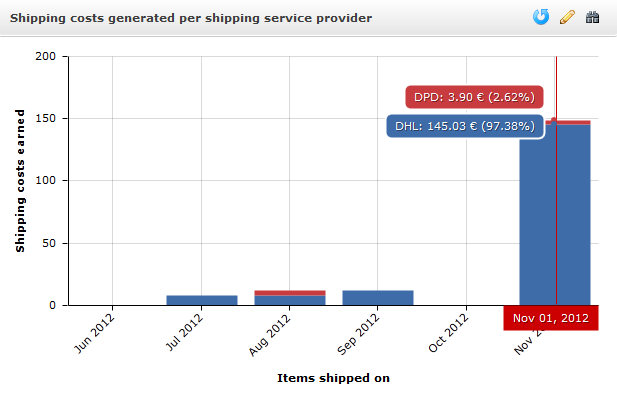 Shipping costs generated per shipping service provider
200
DPD: 3.90 € (2.62%)
150
DHL: 145.03 € (97.38%)
Shipping costs earned
100
50
0
Nov 01, 2012
Jun 2012
Jul 2012
Aug 2012
Sep 2012
Oct 2012
Nov 2
Items shipped on